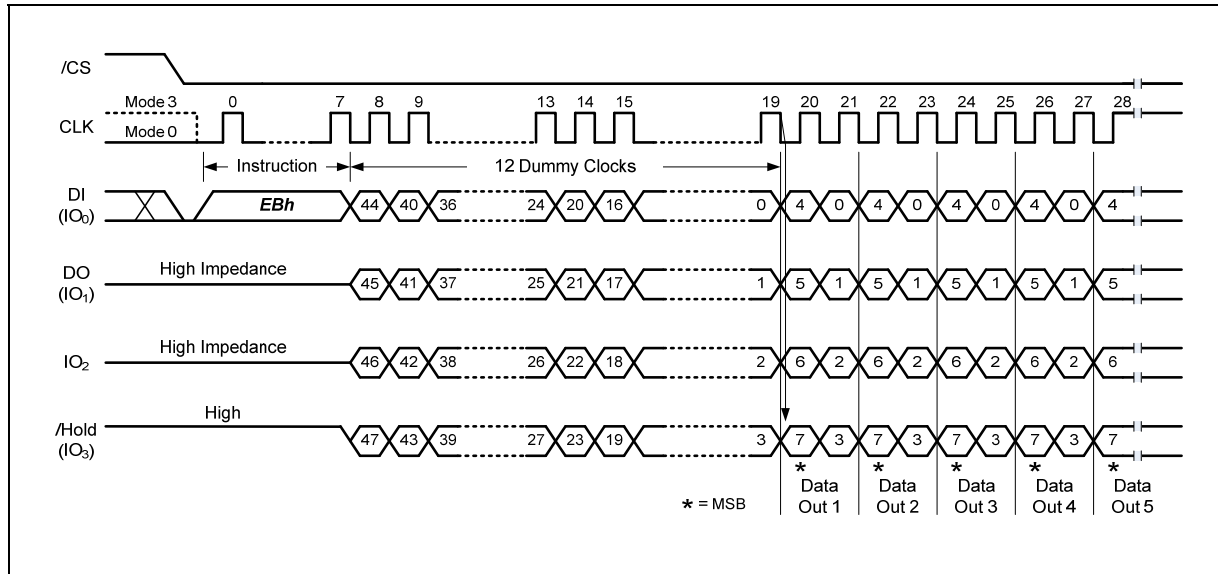 /CS
Mode 3 0 7 8 9 13 14 15 19 20 21 22 23 24 25 26 27 28
CLK
Mode 0
Instruction 12 Dummy Clocks
DI
(IO0) EBh 44 40 36 24 20 16 0 4 0 4 0 4 0 4 0 4
High Impedance
DO
(IO1) 45 41 37 25 21 17 1 5 1 5 1 5 1 5 1 5
High Impedance
IO2 46 42 38 26 22 18 2 6 2 6 2 6 2 6 2 6
High
/Hold
(IO3) 47 43 39 27 23 19 3 7 3 7 3 7 3 7 3 7
* * * * *
* = MSB
Data Out 1 Data Out 2 Data Out 3 Data Out 4 Data Out 5